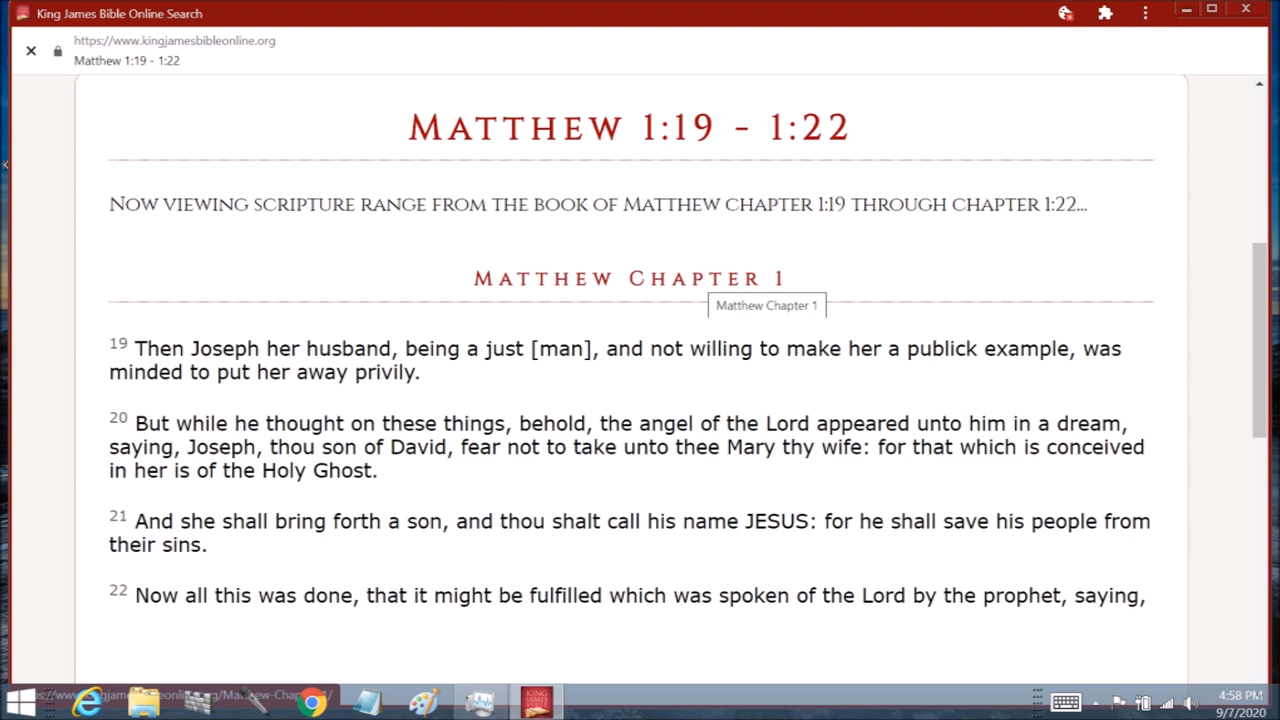 King James Bible Online Search
https://www.kingjamesbibleonline.org
Matthew 1:19 - 1:22
MATTHEW 1:19 - 1:22
NOW VIEWING SCRIPTURE RANGE FROM THE BOOK OF MATTHEW CHAPTER 1:19 THROUGH CHAPTER 1:22...
MATTHEW CHAPTER 1
Matthew Chapter 1
19 Then Joseph her husband, being a just [man], and not willing to make her a publick example, was
minded to put her away privily.
20 But while he thought on these things, behold, the angel of the Lord appeared unto him in a dream,
saying, Joseph, thou son of David, fear not to take unto thee Mary thy wife: for that which is conceived
in her is of the Holy Ghost.
21 And she shall bring forth a son, and thou shalt call his name JESUS: for he shall save his people from
their sins.
22 Now all this was done, that it might be fulfilled which was spoken of the Lord by the prophet, saying,
KING
JAMES
BIBLE
4:58 PM
9/7/2020